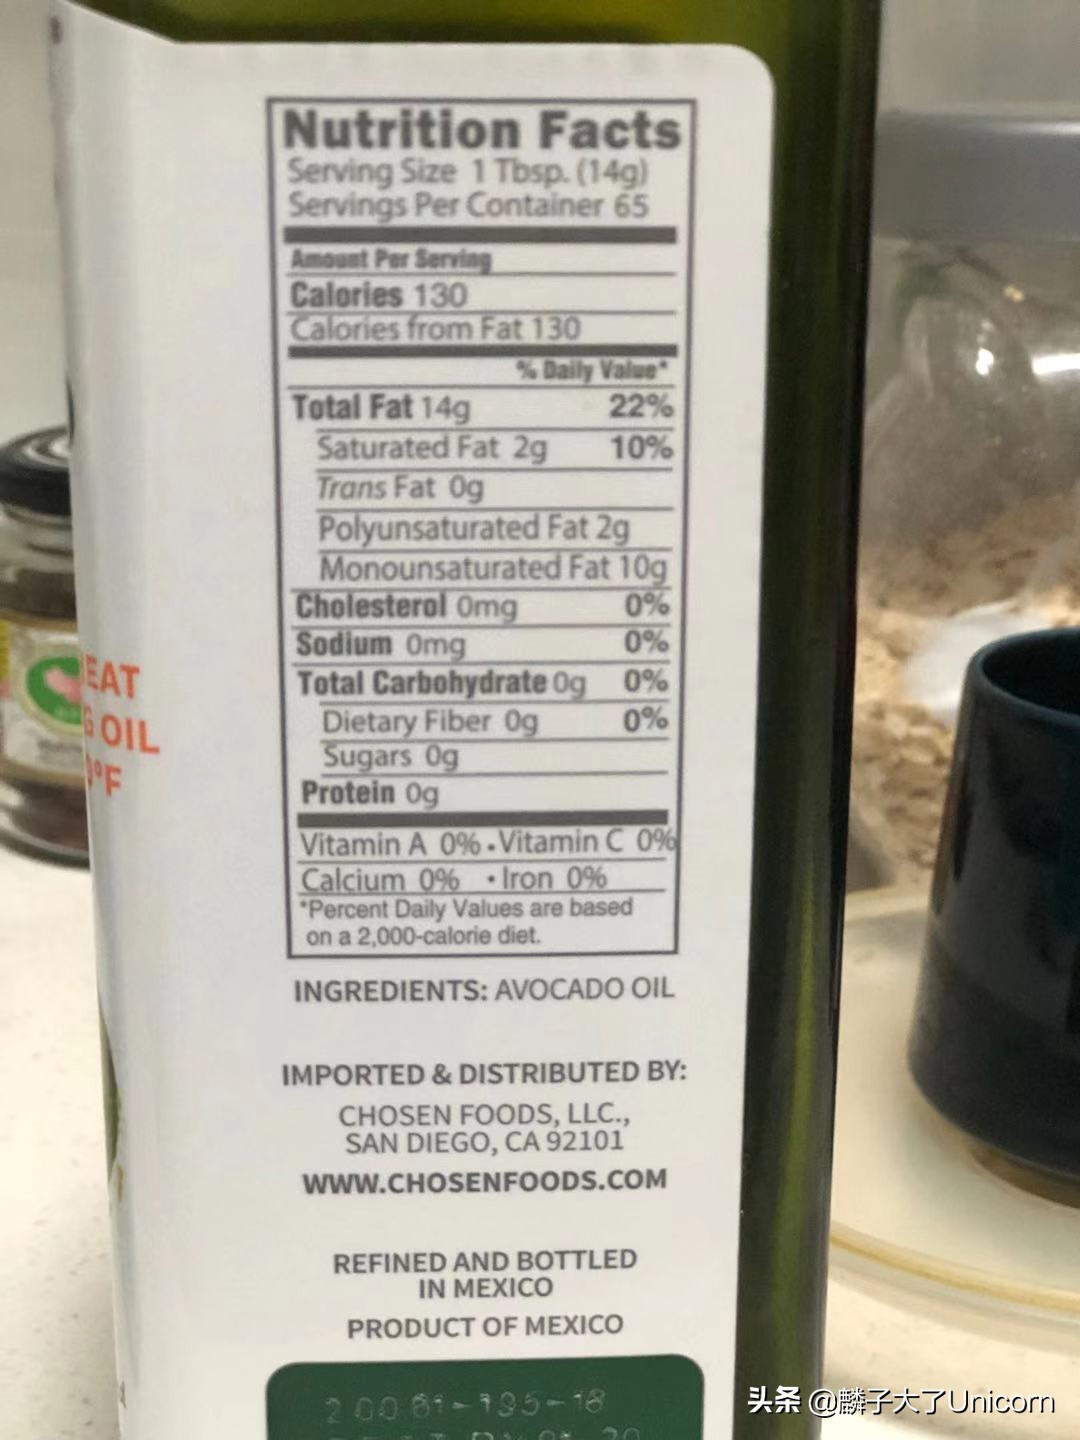 Nutrition Facts
Serving Size 1 Tbsp. (14g)
Servings Per Container 65
Amount Per Serving
Calories 130
Calories from Fat 130
% Daily Value*
Total Fat 14g 22%
Saturated Fat 2g 10%
Trans Fat 0g
Polyunsaturated Fat 2g
Monounsaturated Fat 10g
Cholesterol 0mg 0%
Sodium 0mg 0%
Total Carbohydrate 0g 0%
Dietary Fiber 0g 0%
Sugars 0g
Protein 0g
Vitamin A 0% • Vitamin C 0%
Calcium 0% • Iron 0%
*Percent Daily Values are based
on a 2,000-calorie diet.
INGREDIENTS: AVOCADO OIL
IMPORTED & DISTRIBUTED BY:
CHOSEN FOODS, LLC.,
SAN DIEGO, CA 92101
WWW.CHOSENFOODS.COM
REFINED AND BOTTLED
IN MEXICO
PRODUCT OF MEXICO
EAT
OIL
°F
头条 @麟子大了Unicorn